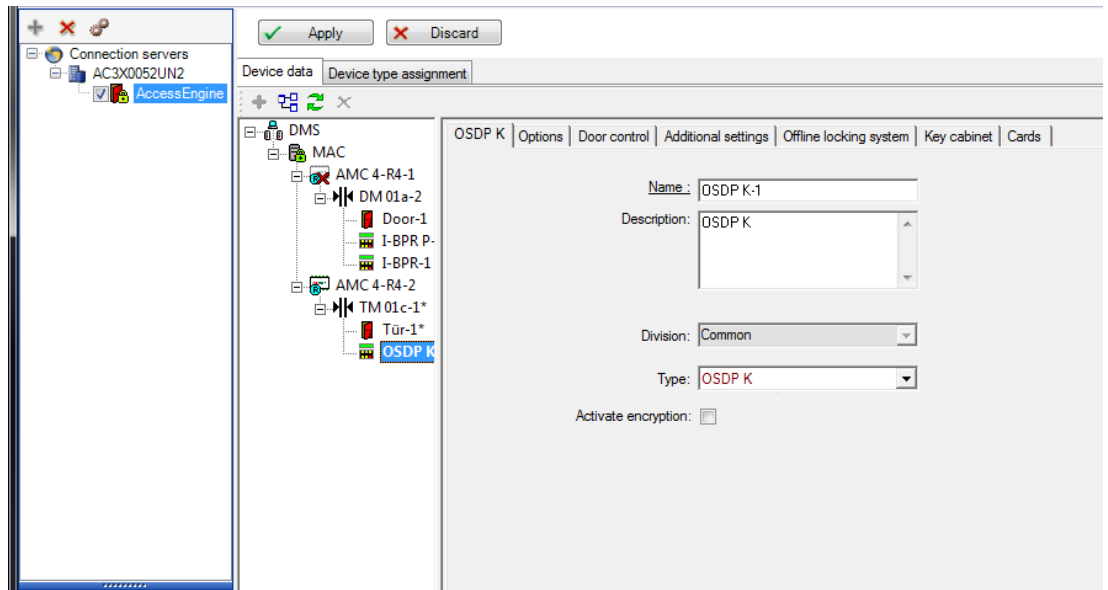 Apply
Discard
Connection servers
AC3X0052UN2
AccessEngine
Device data
Device type assignment
DMS
MAC
AMC 4-R4-1
DM 01a-2
Door-1
I-BPR P-
I-BPR-1
AMC 4-R4-2
TM 01c-1*
Tür-1*
OSDP K
OSDP K
Options
Door control
Additional settings
Offline locking system
Key cabinet
Cards
Name : OSDP K-1
Description: OSDP K
Division: Common
Type: OSDP K
Activate encryption: